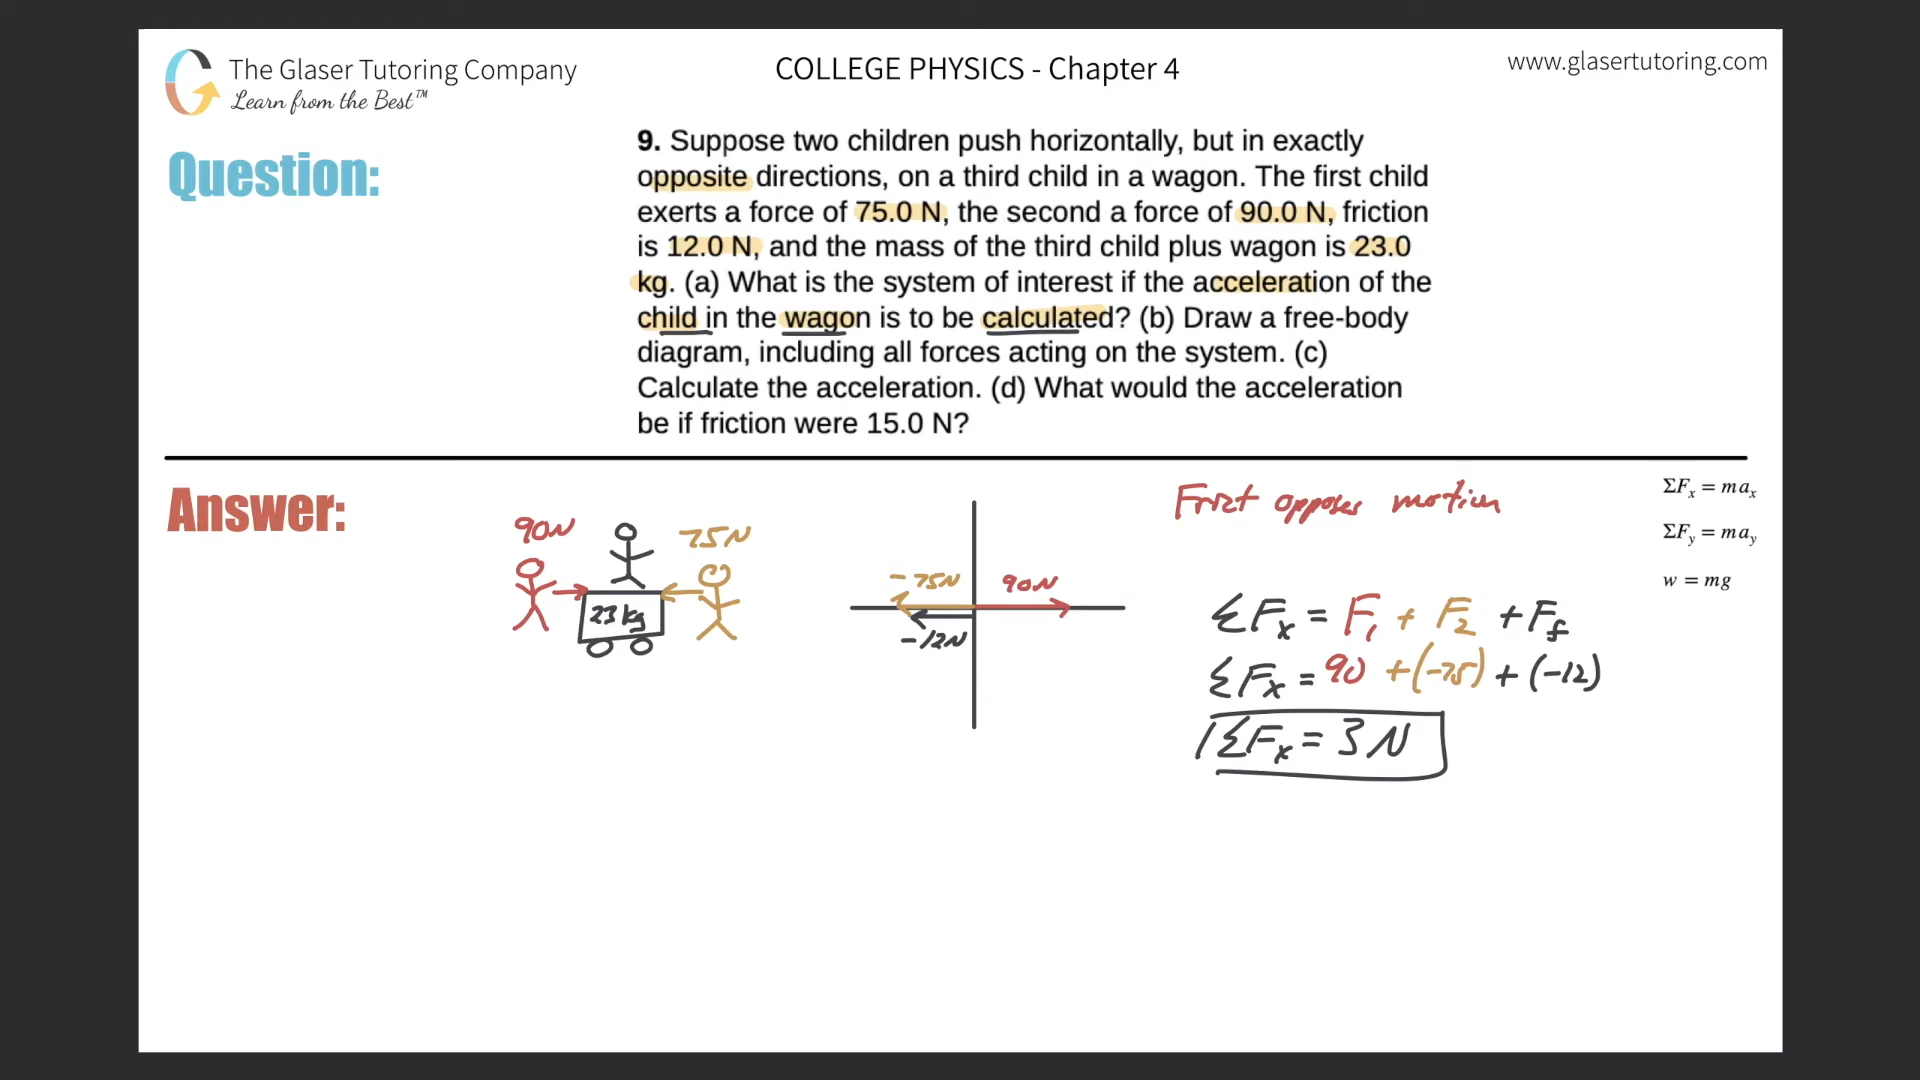 The Glaser Tutoring Company
Learn from the Best™
COLLEGE PHYSICS - Chapter 4
www.glasertutoring.com
Question:
9. Suppose two children push horizontally, but in exactly
opposite directions, on a third child in a wagon. The first child
exerts a force of 75.0 N, the second a force of 90.0 N, friction
is 12.0 N, and the mass of the third child plus wagon is 23.0
kg. (a) What is the system of interest if the acceleration of the
child in the wagon is to be calculated? (b) Draw a free-body
diagram, including all forces acting on the system. (c)
Calculate the acceleration. (d) What would the acceleration
be if friction were 15.0 N?
Answer:
90N
75N
23 kg
-75N
90N
-12N
Frict opposes motion
ΣFx = max
ΣFy = may
w = mg
ΣFx = F1 + F2 + Ff
ΣFx = 90 + (-75) + (-12)
ΣFx = 3 N